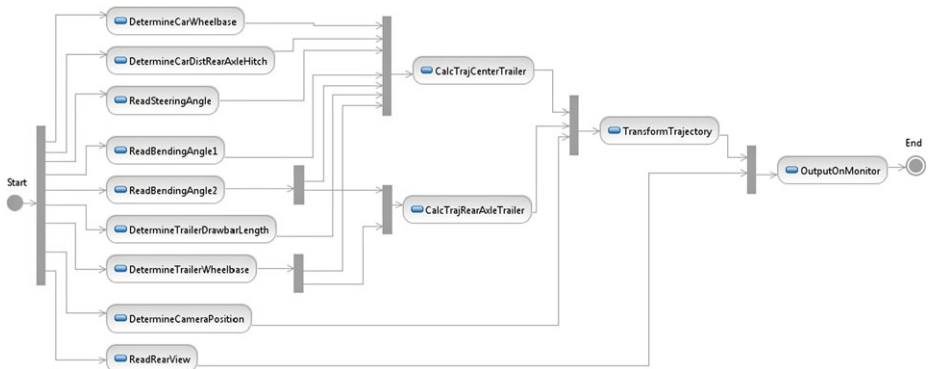 Start
DetermineCarWheelbase
DetermineCarDistRearAxleHitch
ReadSteeringAngle
ReadBendingAngle1
ReadBendingAngle2
DetermineTrailerDrawbarLength
DetermineTrailerWheelbase
DetermineCameraPosition
ReadRearView
CalcTrajCenterTrailer
CalcTrajRearAxleTrailer
TransformTrajectory
OutputOnMonitor
End